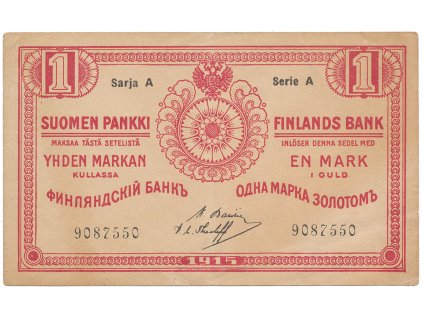 1 1
Sarja A Serie A
SUOMEN PANKKI FINLANDS BANK
MAKSAA TÄSTÄ SETELISTÄ INLÖSER DENNA SEDEL MED
YHDEN MARKAN EN MARK
KULLASSA I GULD
ФИНЛЯНДСКІЙ БАНКЪ ОДНА МАРКА ЗОЛОТОМЪ
9087550 9087550
1915